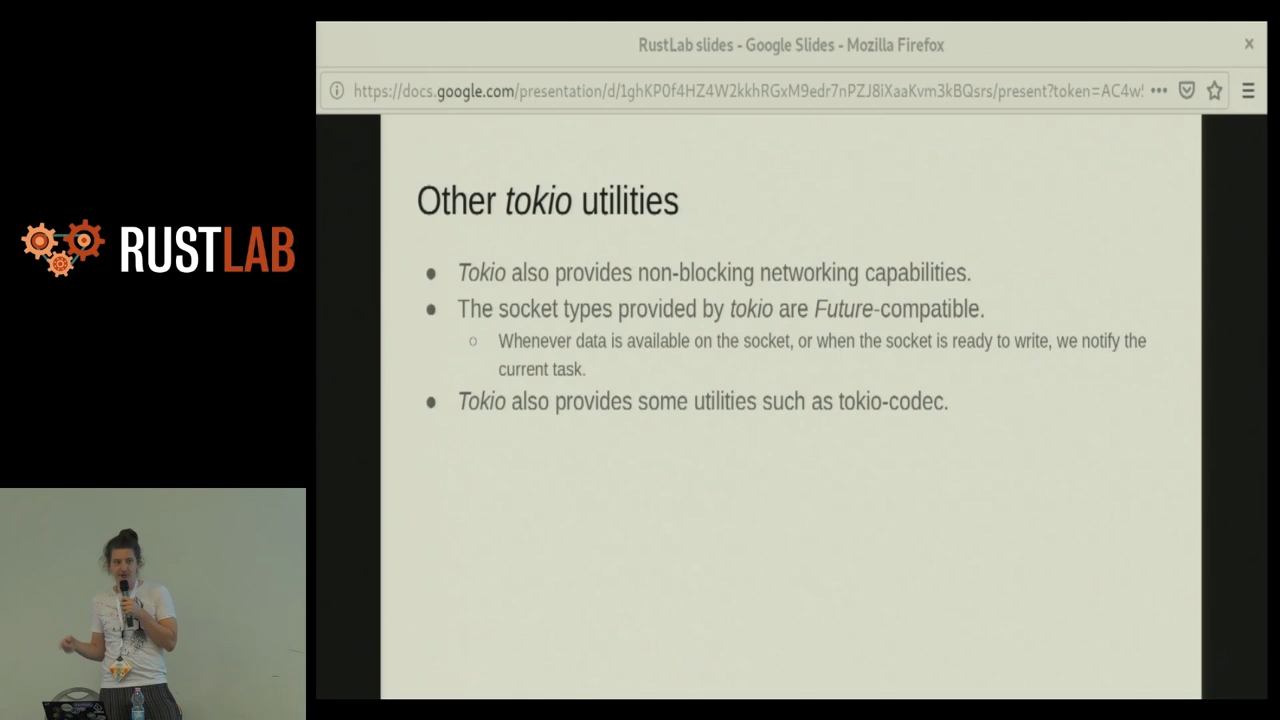 RustLab slides - Google Slides - Mozilla Firefox
https://docs.google.com/presentation/d/1ghKP0f4HZ4W2kkhRGxM9edr7nPZJ8iXaaKvm3kBQsrs/present?token=AC4w!
RUSTLAB
Other tokio utilities
● Tokio also provides non-blocking networking capabilities.
● The socket types provided by tokio are Future-compatible.
○ Whenever data is available on the socket, or when the socket is ready to write, we notify the
current task.
● Tokio also provides some utilities such as tokio-codec.